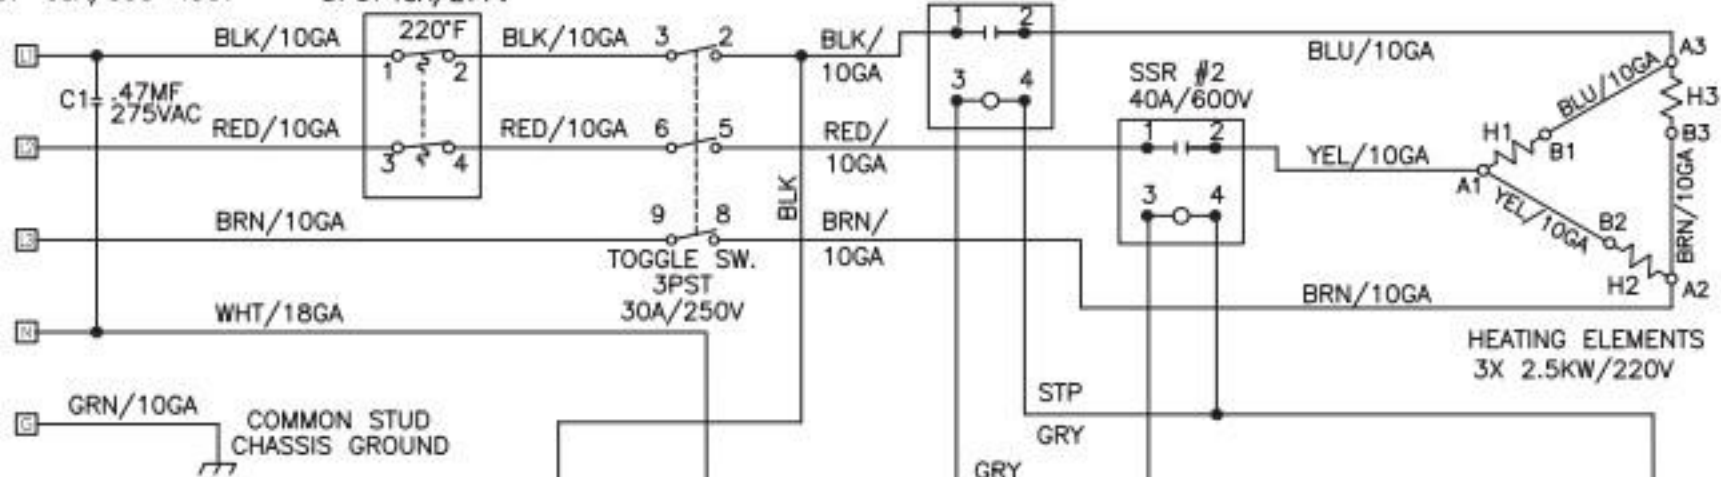 L1
BLK/10GA
220°F
1
2
BLK/10GA
3
2
BLK/
10GA
1
2
3
4
BLU/10GA
A3
BLU/10GA
H3
C1
.47MF
275VAC
RED/10GA
3
4
RED/10GA
6
5
RED/
10GA
SSR #2
40A/600V
1
2
3
4
YEL/10GA
H1
B1
A1
B3
BRN/10GA
YEL/10GA
B2
H2
A2
BLK
BRN/10GA
9
8
BRN/
10GA
TOGGLE SW.
3PST
30A/250V
BRN/10GA
HEATING ELEMENTS
3X 2.5KW/220V
N
WHT/18GA
G
GRN/10GA
COMMON STUD
CHASSIS GROUND
STP
GRY
GRY